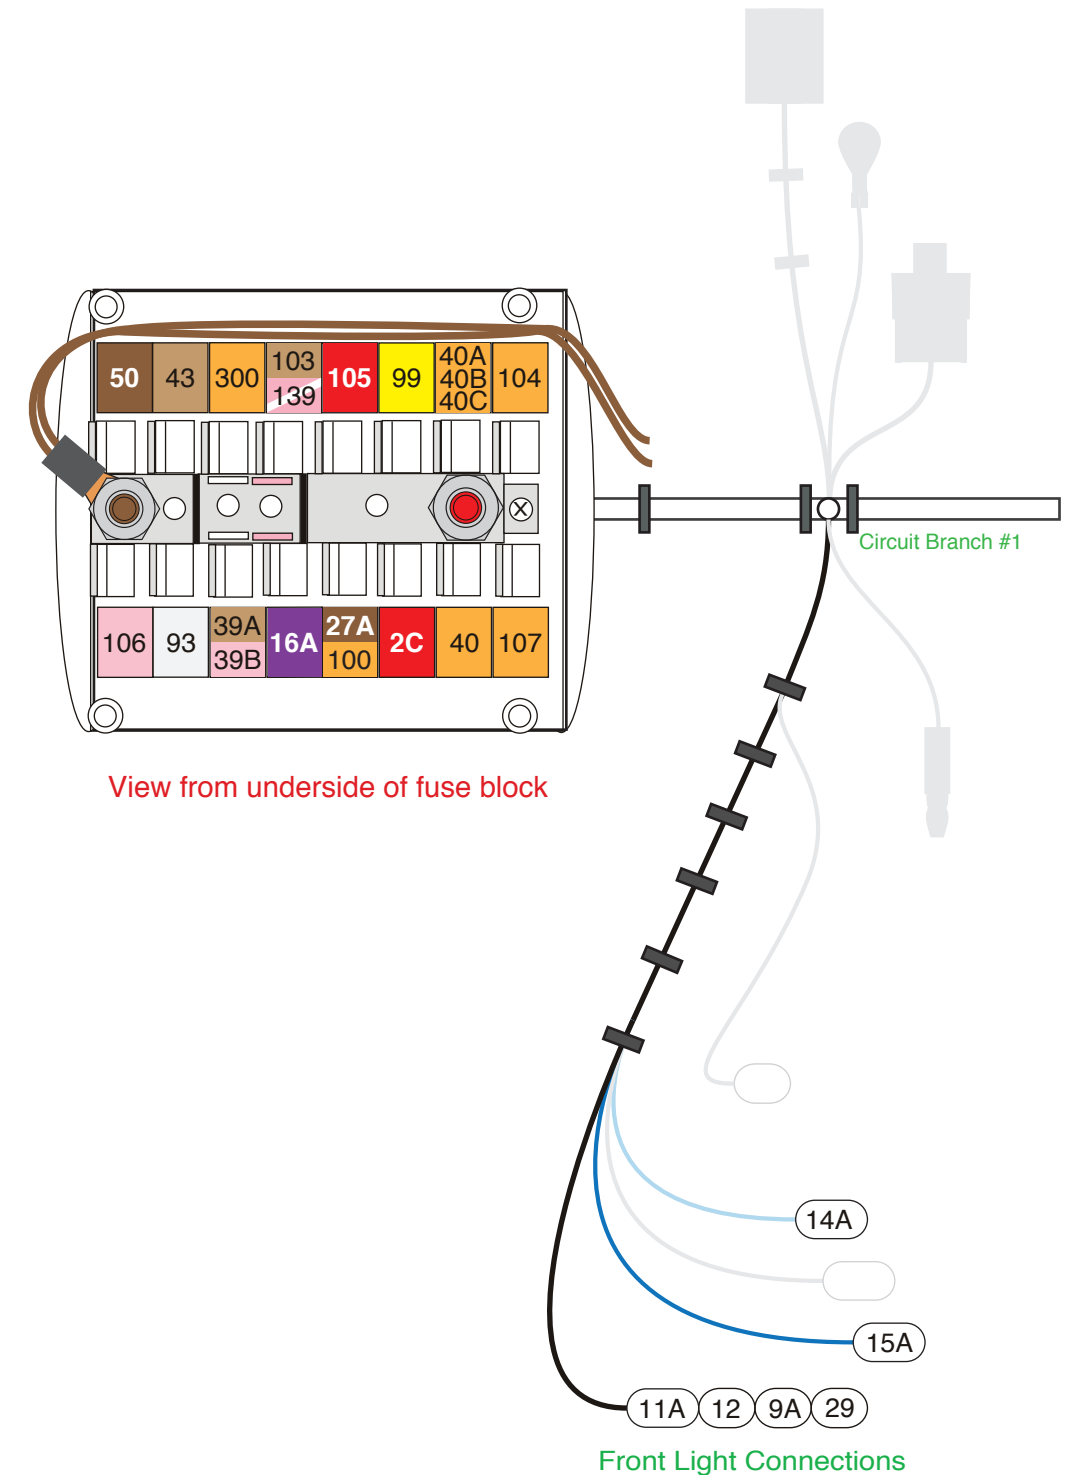 50 43 300 103 105 99 40A 104
139 40B
40C
X
Circuit Branch #1
106 93 39A 16A 27A 2C 40 107
39B 100
View from underside of fuse block
14A
15A
11A 12 9A 29
Front Light Connections